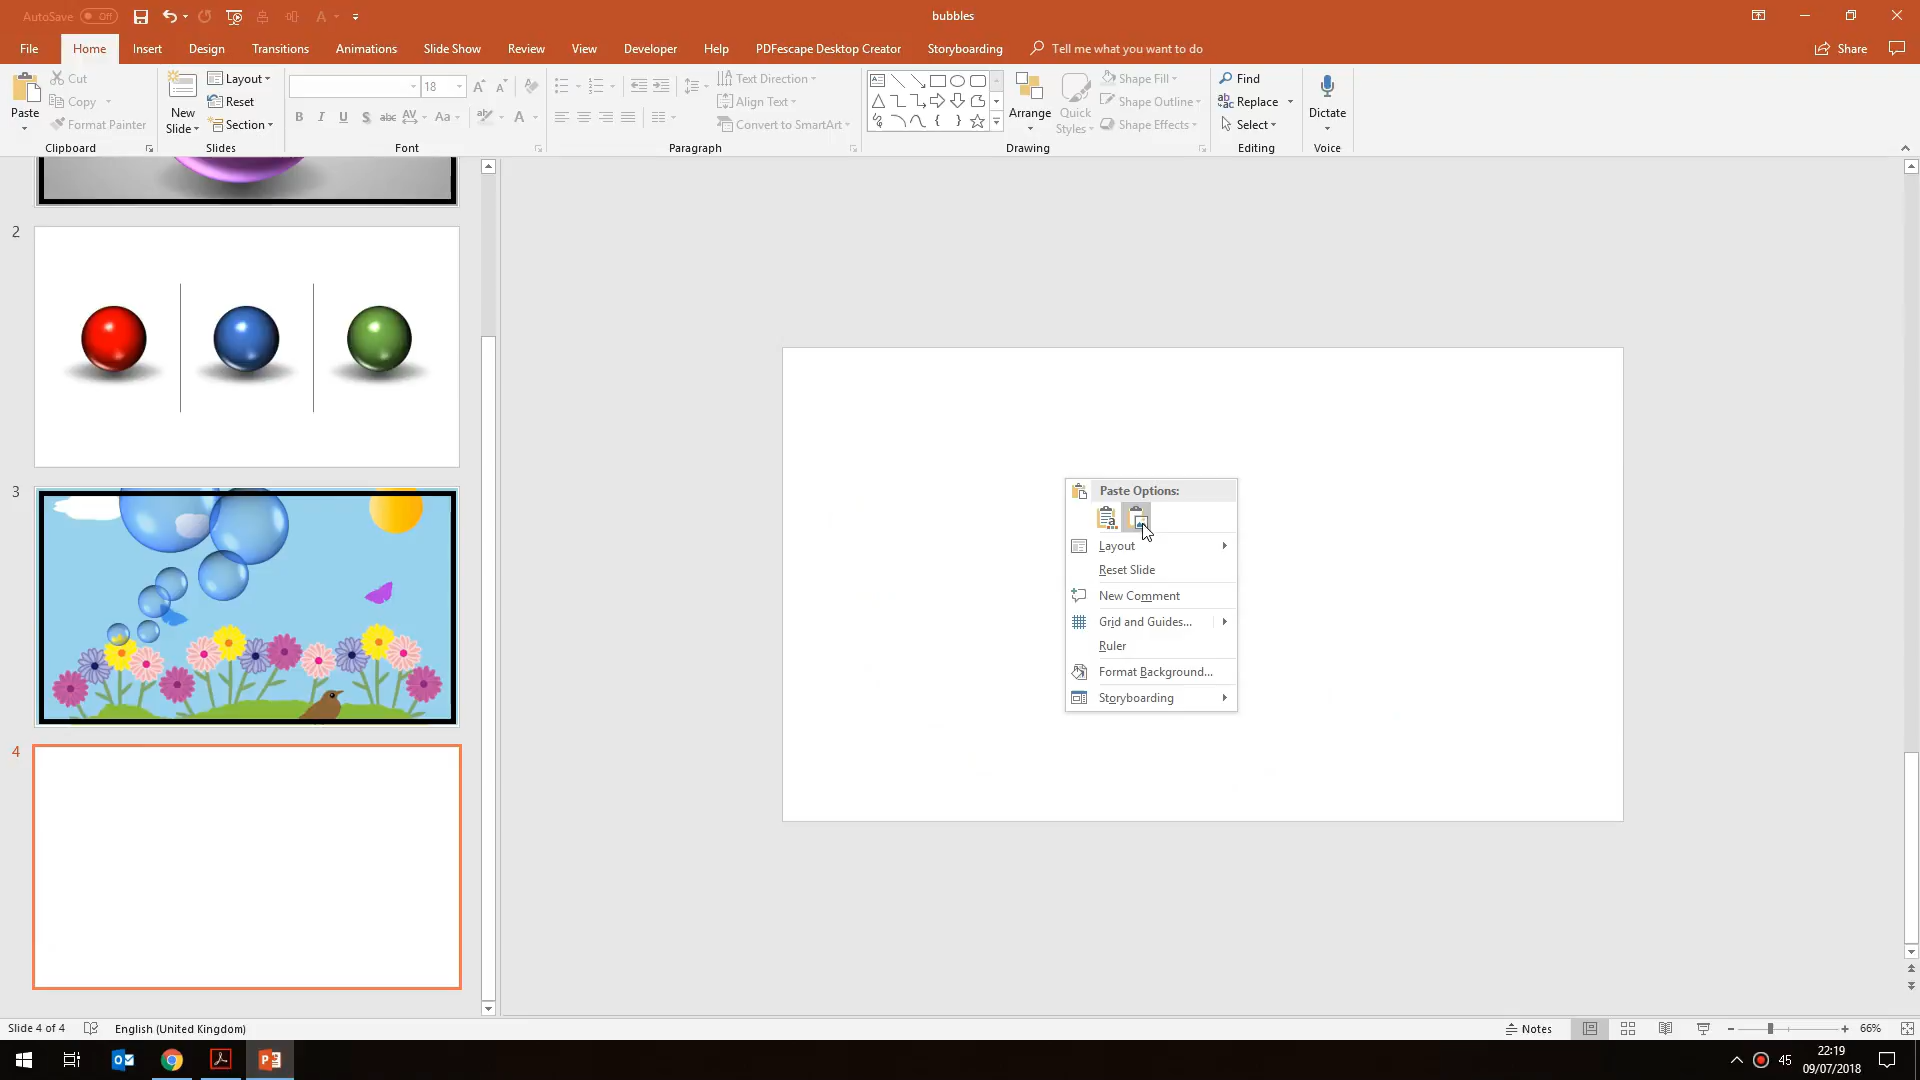 AutoSave Off
bubbles
File Home Insert Design Transitions Animations Slide Show Review View Developer Help PDFescape Desktop Creator Storyboarding Tell me what you want to do Share
Paste
Cut
Copy
Format Painter
Clipboard
New
Slide
Layout
Reset
Section
Slides
18
B I U S abc AV Aa A
Font
Text Direction
Align Text
Convert to SmartArt
Paragraph
Arrange
Quick
Styles
Shape Fill
Shape Outline
Shape Effects
Drawing
Find
Replace
Select
Editing
Dictate
Voice
2
3
4
Paste Options:
Layout
Reset Slide
New Comment
Grid and Guides...
Ruler
Format Background...
Storyboarding
Slide 4 of 4 English (United Kingdom) Notes 66%
45
22:19
09/07/2018